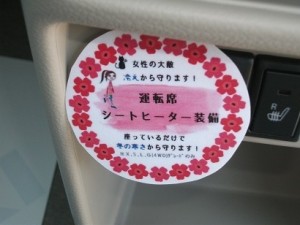 女性の大敵
冷えから守ります!
運転席
シートヒーター装備
座っているだけで
冬の寒さから守ります!
R